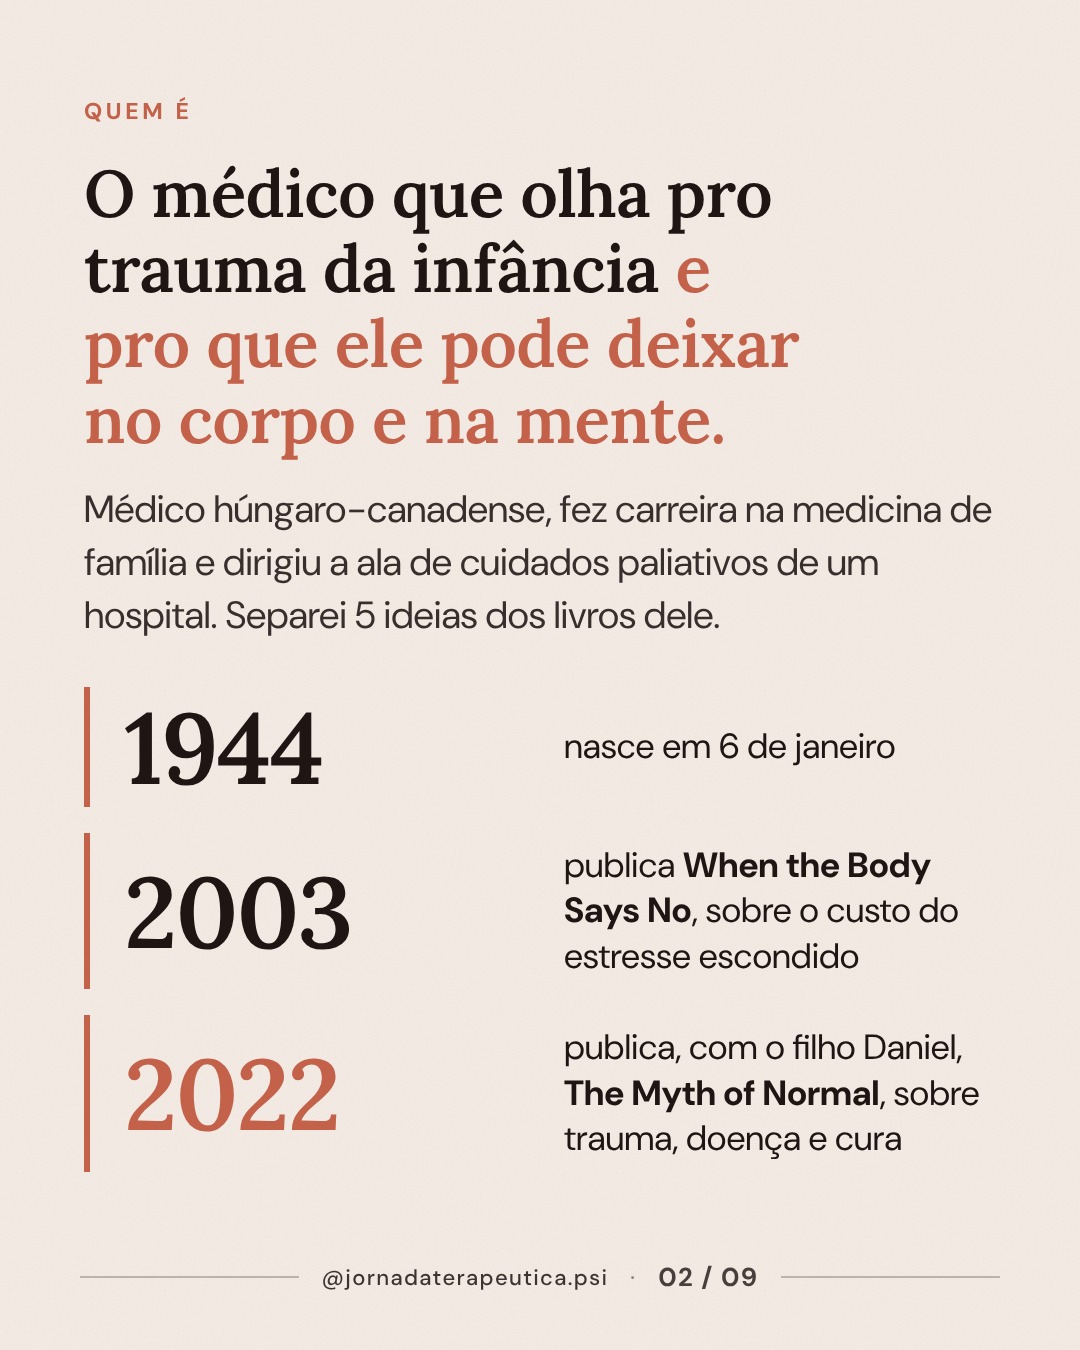 QUEM É
O médico que olha pro
trauma da infância e
pro que ele pode deixar
no corpo e na mente.
Médico húngaro-canadense, fez carreira na medicina de
família e dirigiu a ala de cuidados paliativos de um
hospital. Separei 5 ideias dos livros dele.
1944
nasce em 6 de janeiro
2003
publica When the Body
Says No, sobre o custo do
estresse escondido
2022
publica, com o filho Daniel,
The Myth of Normal, sobre
trauma, doença e cura
@jornadaterapeutica.psi · 02 / 09